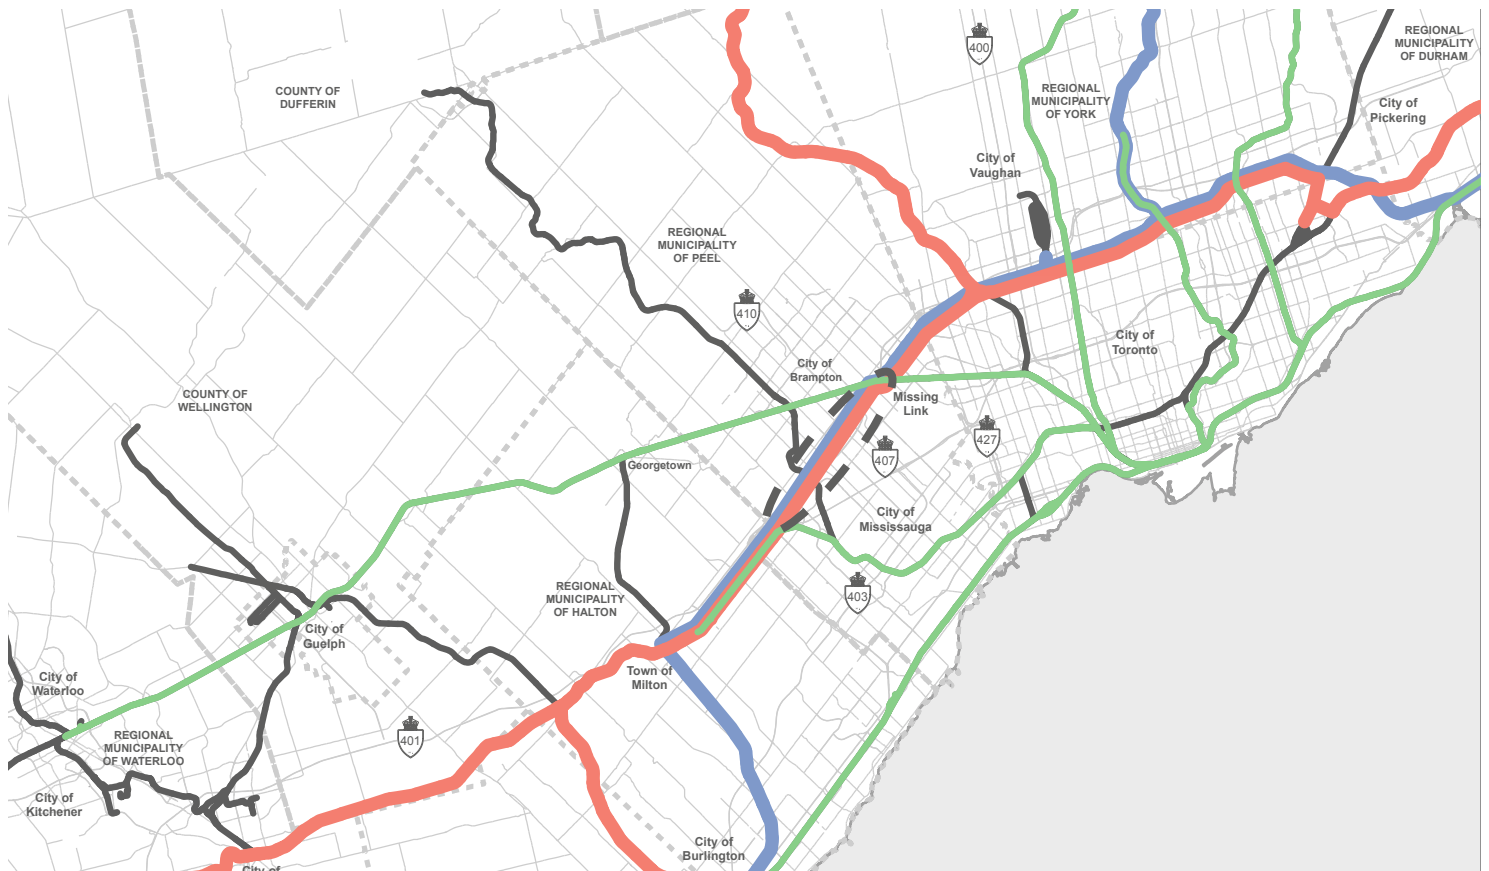 400
REGIONAL
MUNICIPALITY
OF DURHAM
COUNTY OF
DUFFERIN
REGIONAL
MUNICIPALITY
OF YORK
City of
Pickering
City of
Vaughan
REGIONAL
MUNICIPALITY
OF PEEL
410
City of
Toronto
City of
Brampton
Missing
Link
COUNTY OF
WELLINGTON
427
407
Georgetown
City of
Mississauga
REGIONAL
MUNICIPALITY
OF HALTON
403
City of
Guelph
Town of
Milton
City of
Waterloo
401
REGIONAL
MUNICIPALITY
OF WATERLOO
City of
Kitchener
City of
Burlington
City of